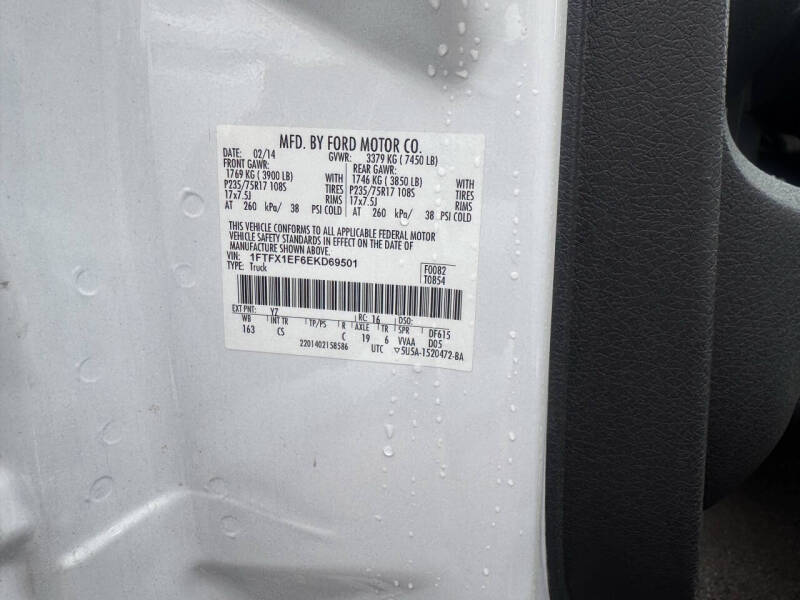 MFD. BY FORD MOTOR CO.
DATE: 02/14 GVWR: 3379 KG ( 7450 LB)
FRONT GAWR: REAR GAWR:
1769 KG ( 3900 LB) WITH 1746 KG ( 3850 LB) WITH
P235/75R17 108S TIRES P235/75R17 108S TIRES
17x7.5J RIMS 17x7.5J RIMS
AT 260 kPa/ 38 PSI COLD AT 260 kPa/ 38 PSI COLD
THIS VEHICLE CONFORMS TO ALL APPLICABLE FEDERAL MOTOR
VEHICLE SAFETY STANDARDS IN EFFECT ON THE DATE OF
MANUFACTURE SHOWN ABOVE.
VIN: 1FTFX1EF6EKD69501 F0082
TYPE: Truck T0854
EXT PNT: YZ RC: 16 DSO:
WB INT TR TP/PS R AXLE TR SPR DF615
163 CS C 19 6 VVAA D05
2201402158586 UTC ▽5U5A-1520472-BA